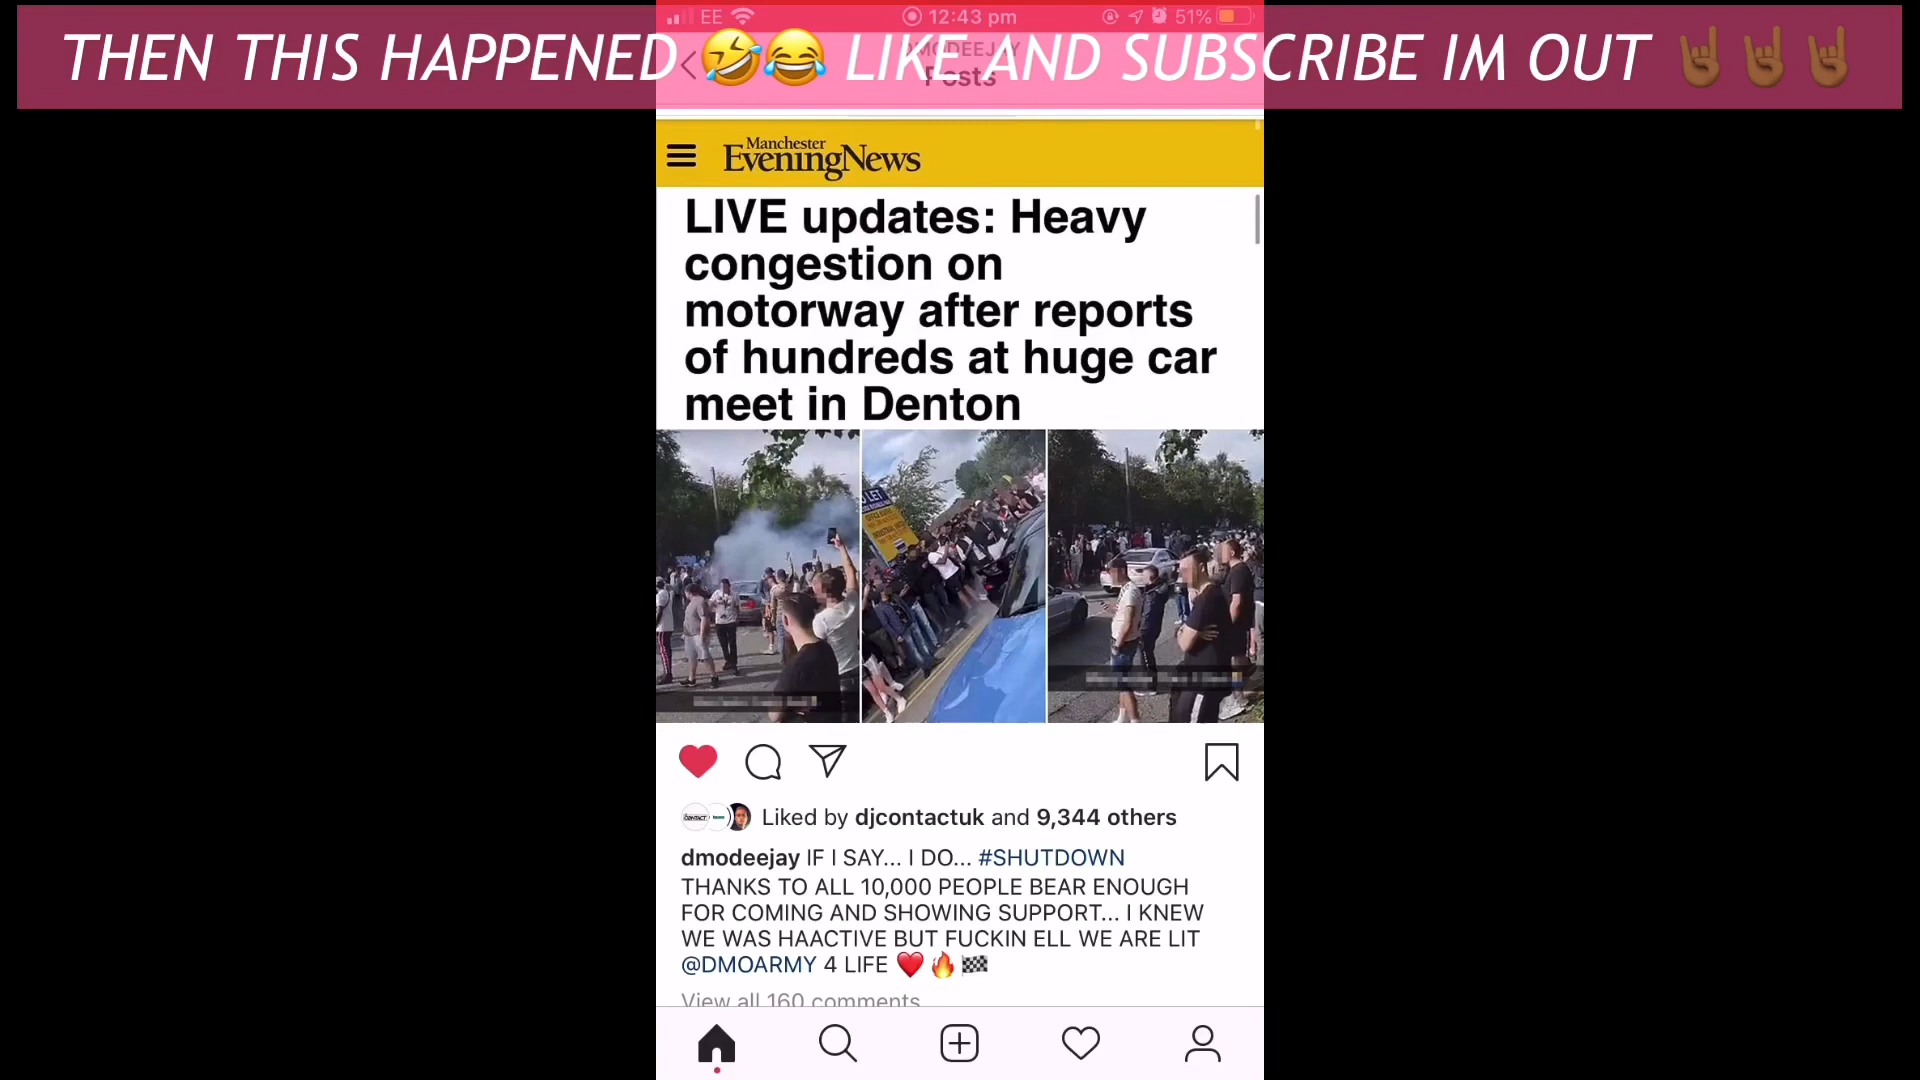 EE 12:43 pm 51%
THEN THIS HAPPENED 🤣😂 LIKE AND SUBSCRIBE IM OUT 🤘🏾🤘🏾🤘🏾
DMODEEJAY
Posts
Manchester
EveningNews
LIVE updates: Heavy
congestion on
motorway after reports
of hundreds at huge car
meet in Denton
LET
Liked by djcontactuk and 9,344 others
dmodeejay IF I SAY... I DO... #SHUTDOWN
THANKS TO ALL 10,000 PEOPLE BEAR ENOUGH
FOR COMING AND SHOWING SUPPORT... I KNEW
WE WAS HAACTIVE BUT FUCKIN ELL WE ARE LIT
@DMOARMY 4 LIFE ❤️🔥🏁
View all 160 comments